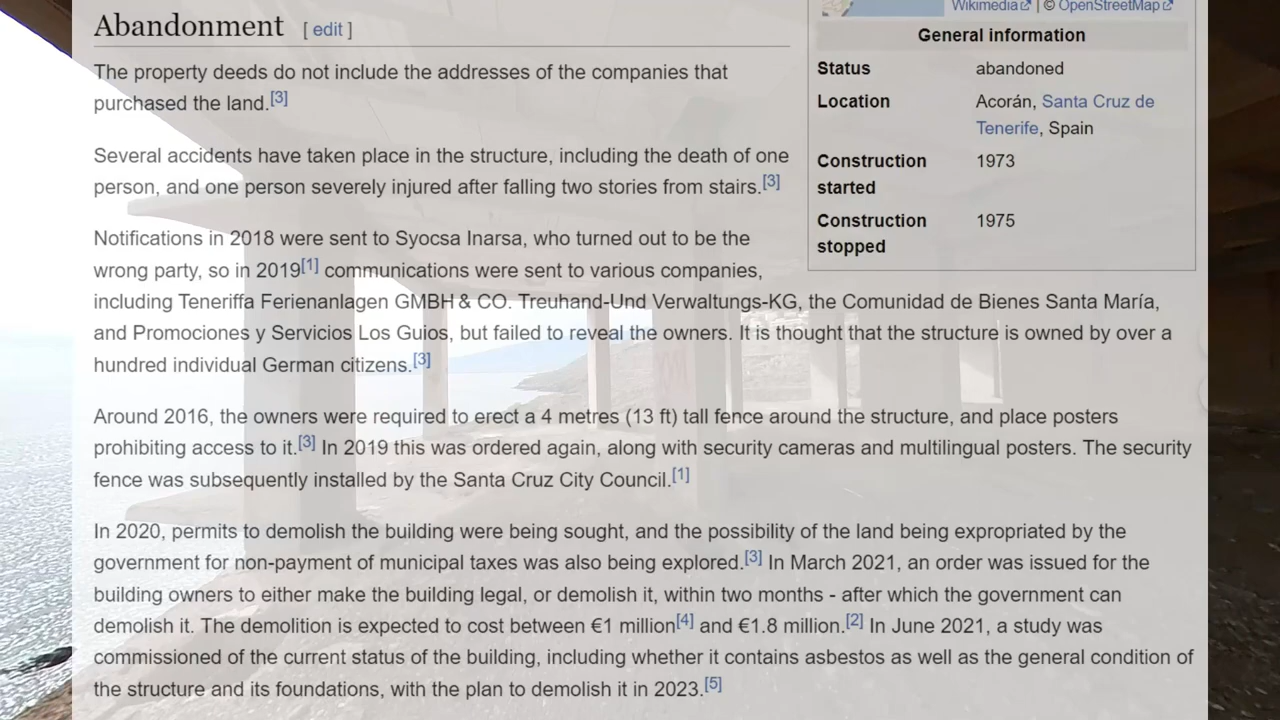 Wikimedia | © OpenStreetMap
Abandonment [ edit ]
General information
The property deeds do not include the addresses of the companies that
purchased the land.[3]
Status abandoned
Location Acorán, Santa Cruz de
Tenerife, Spain
Several accidents have taken place in the structure, including the death of one
person, and one person severely injured after falling two stories from stairs.[3]
Construction 1973
started
Construction 1975
stopped
Notifications in 2018 were sent to Syocsa Inarsa, who turned out to be the
wrong party, so in 2019[1] communications were sent to various companies,
including Teneriffa Ferienanlagen GMBH & CO. Treuhand-Und Verwaltungs-KG, the Comunidad de Bienes Santa María,
and Promociones y Servicios Los Guios, but failed to reveal the owners. It is thought that the structure is owned by over a
hundred individual German citizens.[3]
Around 2016, the owners were required to erect a 4 metres (13 ft) tall fence around the structure, and place posters
prohibiting access to it.[3] In 2019 this was ordered again, along with security cameras and multilingual posters. The security
fence was subsequently installed by the Santa Cruz City Council.[1]
In 2020, permits to demolish the building were being sought, and the possibility of the land being expropriated by the
government for non-payment of municipal taxes was also being explored.[3] In March 2021, an order was issued for the
building owners to either make the building legal, or demolish it, within two months - after which the government can
demolish it. The demolition is expected to cost between €1 million[4] and €1.8 million.[2] In June 2021, a study was
commissioned of the current status of the building, including whether it contains asbestos as well as the general condition of
the structure and its foundations, with the plan to demolish it in 2023.[5]